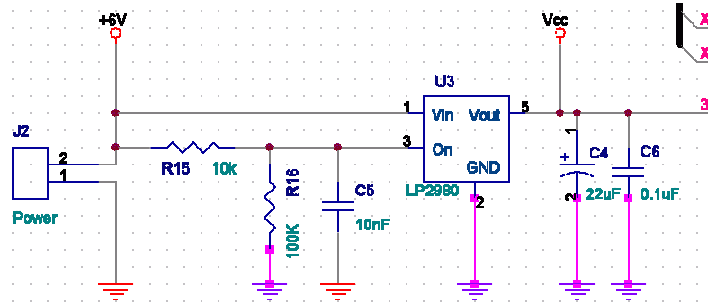 +6V
Vcc
X
X
3
J2
2
1
Power
R15
10k
R16
100K
C5
10nF
U3
1
Vin
Vout
5
3
On
GND
LP2980
2
1
+
C4
2
22uF
C6
0.1uF